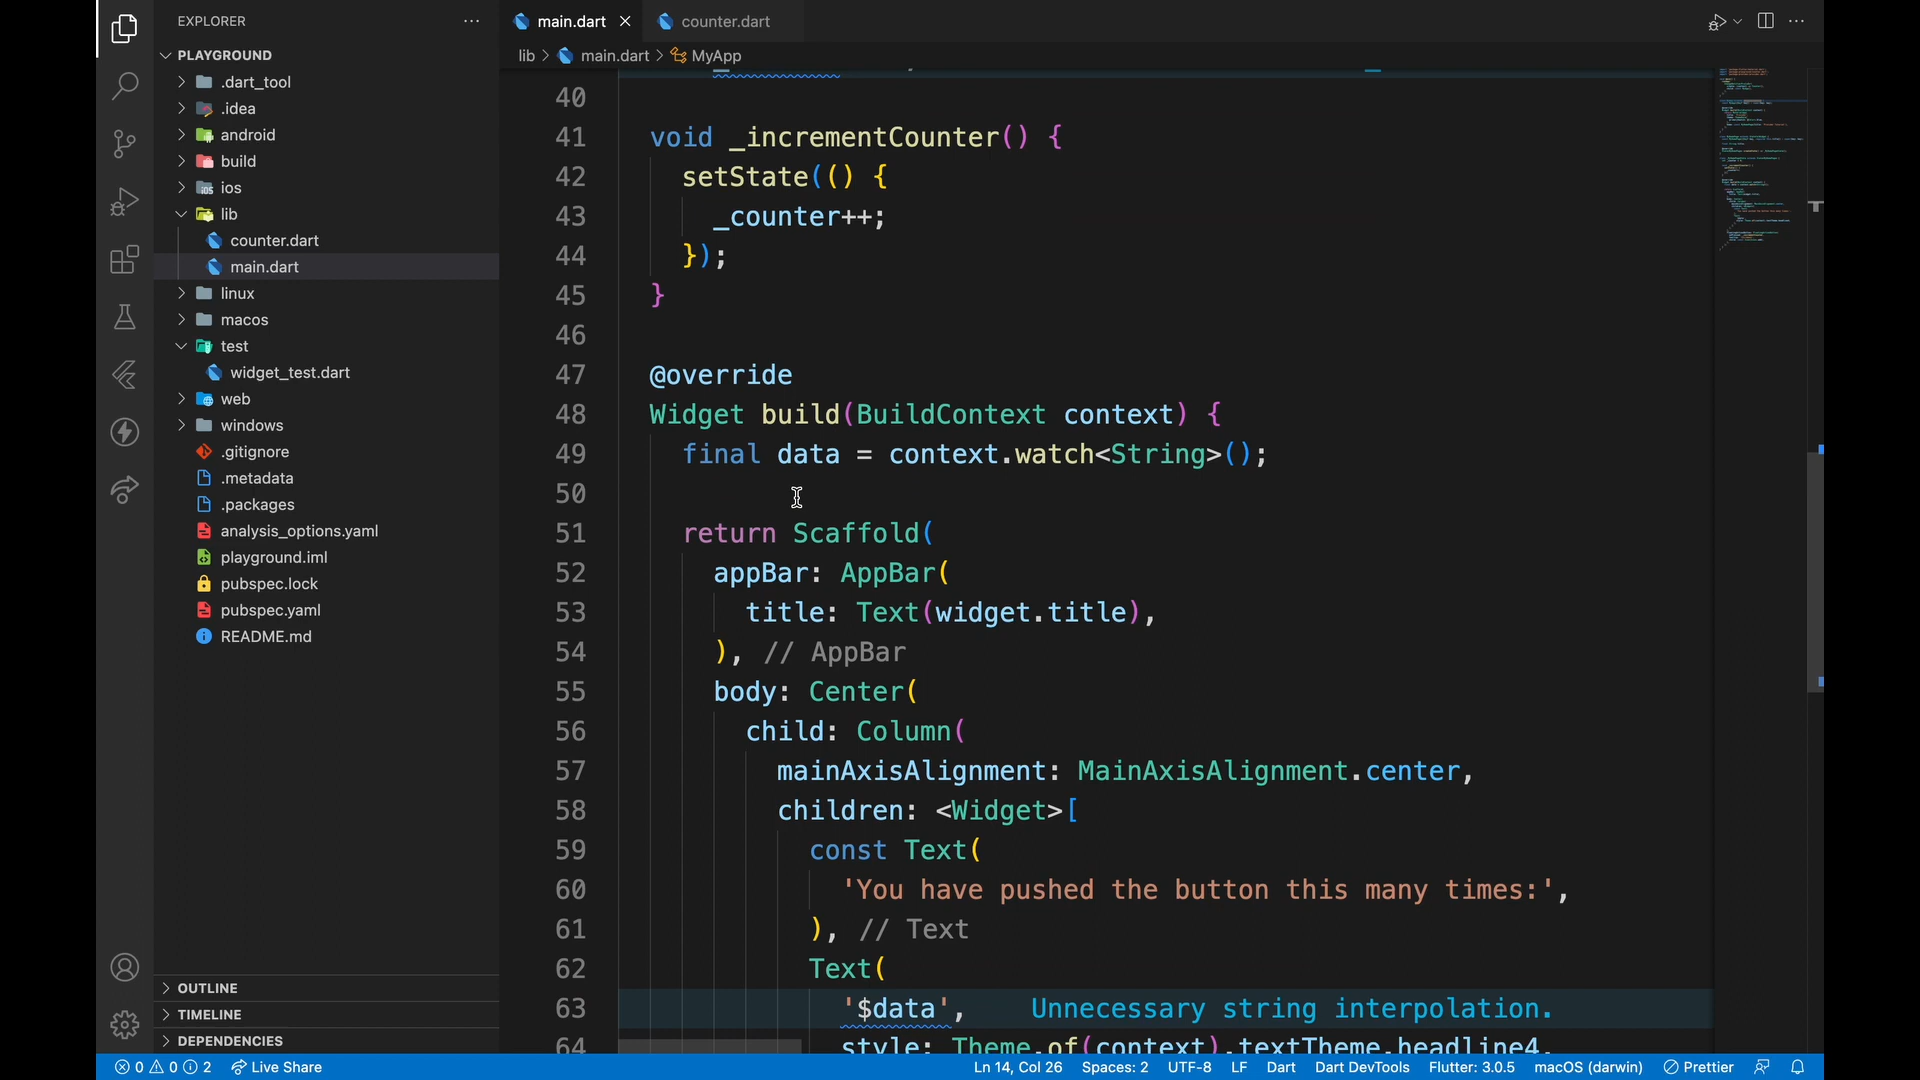 EXPLORER
main.dart
counter.dart
PLAYGROUND
lib > main.dart > MyApp
.dart_tool
.idea
android
build
ios
lib
counter.dart
main.dart
linux
macos
test
widget_test.dart
web
windows
.gitignore
.metadata
.packages
analysis_options.yaml
playground.iml
pubspec.lock
pubspec.yaml
README.md
OUTLINE
TIMELINE
DEPENDENCIES
40
41 void _incrementCounter() {
42 setState(() {
43 _counter++;
44 });
45 }
46
47 @override
48 Widget build(BuildContext context) {
49 final data = context.watch<String>();
50
51 return Scaffold(
52 appBar: AppBar(
53 title: Text(widget.title),
54 ), // AppBar
55 body: Center(
56 child: Column(
57 mainAxisAlignment: MainAxisAlignment.center,
58 children: <Widget>[
59 const Text(
60 'You have pushed the button this many times:',
61 ), // Text
62 Text(
63 '$data', Unnecessary string interpolation.
64 style: Theme.of(context).textTheme.headline4,
0 0 2 Live Share Ln 14, Col 26 Spaces: 2 UTF-8 LF Dart Dart DevTools Flutter: 3.0.5 macOS (darwin) Prettier